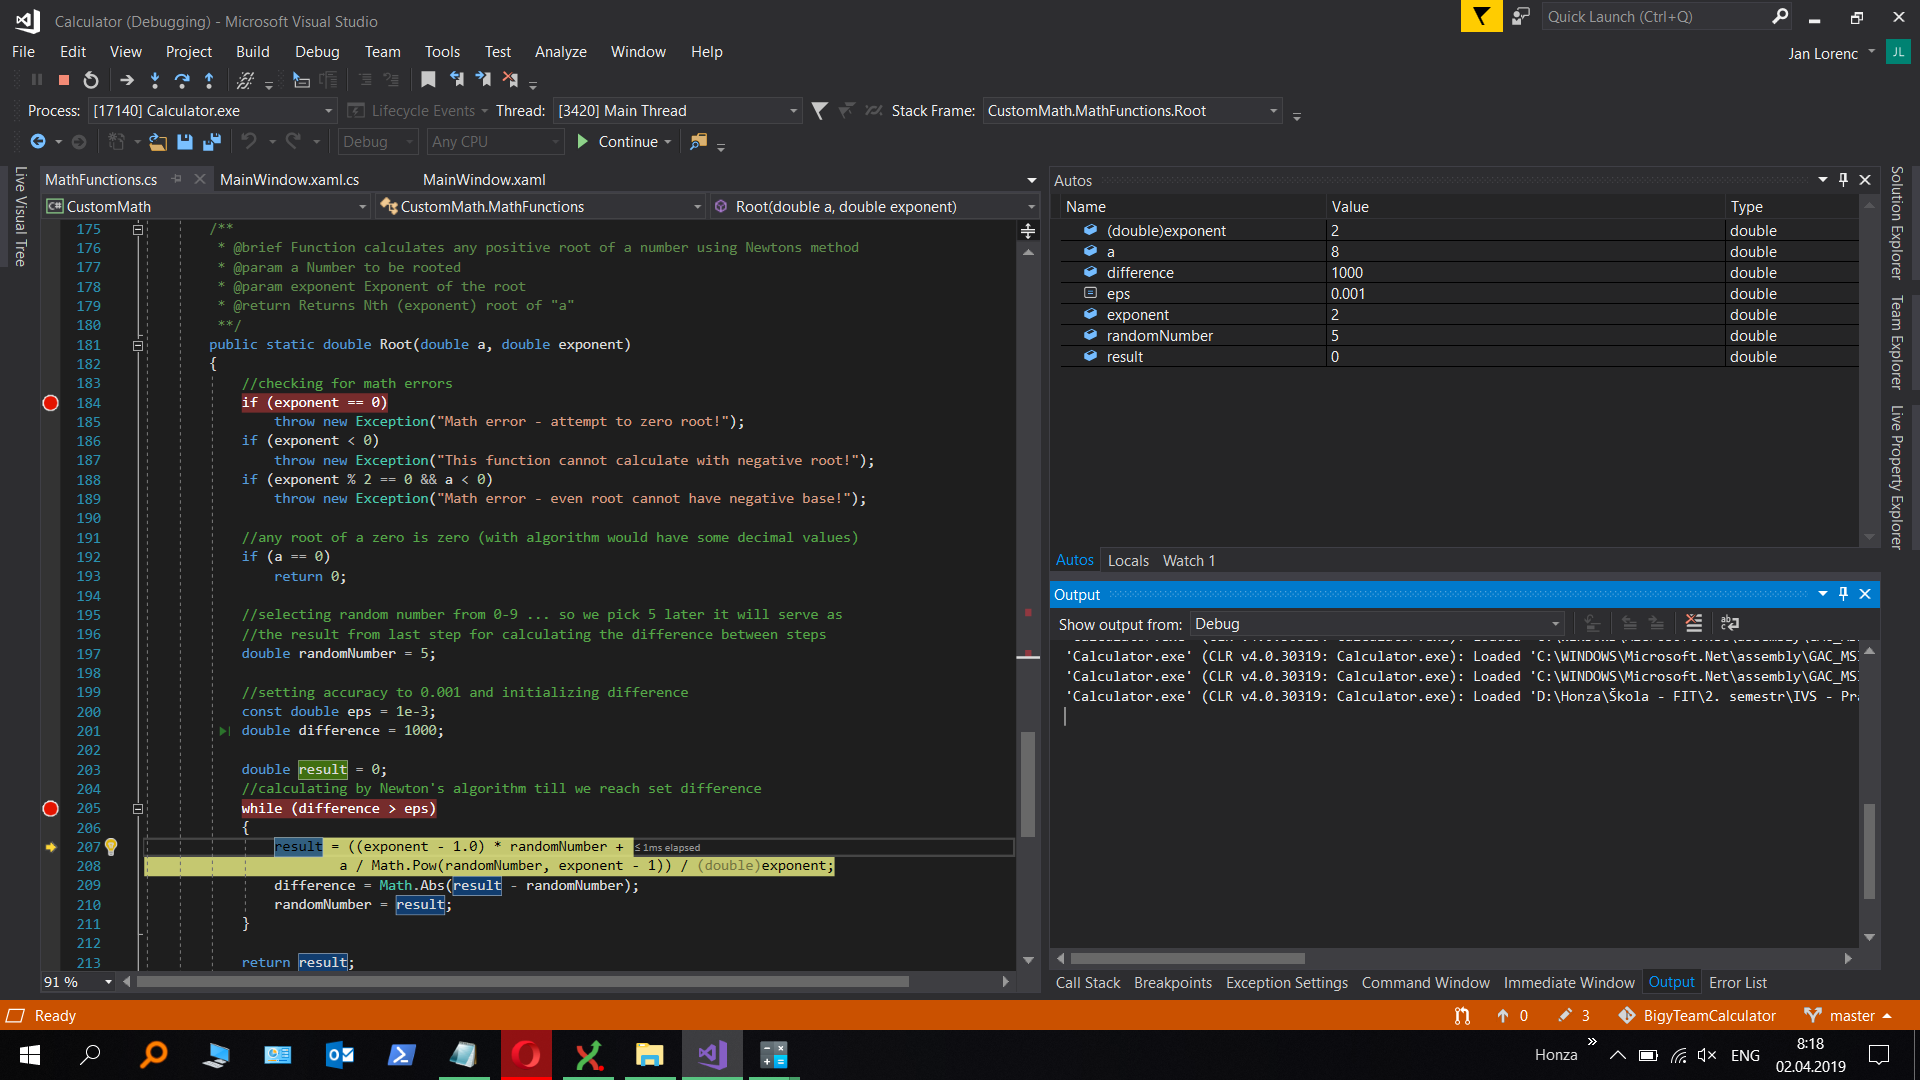 Calculator (Debugging) - Microsoft Visual Studio
Quick Launch (Ctrl+Q)
File Edit View Project Build Debug Team Tools Test Analyze Window Help
Jan Lorenc JL
Process: [17140] Calculator.exe Lifecycle Events Thread: [3420] Main Thread Stack Frame: CustomMath.MathFunctions.Root
Debug Any CPU Continue
Live Visual Tree
MathFunctions.cs MainWindow.xaml.cs MainWindow.xaml
C# CustomMath CustomMath.MathFunctions Root(double a, double exponent)
175 /**
176 * @brief Function calculates any positive root of a number using Newtons method
177 * @param a Number to be rooted
178 * @param exponent Exponent of the root
179 * @return Returns Nth (exponent) root of "a"
180 **/
181 public static double Root(double a, double exponent)
182 {
183 //checking for math errors
184 if (exponent == 0)
185 throw new Exception("Math error - attempt to zero root!");
186 if (exponent < 0)
187 throw new Exception("This function cannot calculate with negative root!");
188 if (exponent % 2 == 0 && a < 0)
189 throw new Exception("Math error - even root cannot have negative base!");
190
191 //any root of a zero is zero (with algorithm would have some decimal values)
192 if (a == 0)
193 return 0;
194
195 //selecting random number from 0-9 ... so we pick 5 later it will serve as
196 //the result from last step for calculating the difference between steps
197 double randomNumber = 5;
198
199 //setting accuracy to 0.001 and initializing difference
200 const double eps = 1e-3;
201 double difference = 1000;
202
203 double result = 0;
204 //calculating by Newton's algorithm till we reach set difference
205 while (difference > eps)
206 {
207 result = ((exponent - 1.0) * randomNumber + ≤ 1ms elapsed
208 a / Math.Pow(randomNumber, exponent - 1)) / (double)exponent;
209 difference = Math.Abs(result - randomNumber);
210 randomNumber = result;
211 }
212
213 return result;
91 %
Autos
Name Value Type
(double)exponent 2 double
a 8 double
difference 1000 double
eps 0.001 double
exponent 2 double
randomNumber 5 double
result 0 double
Autos Locals Watch 1
Output
Show output from: Debug
'Calculator.exe' (CLR v4.0.30319: Calculator.exe): Loaded 'C:\WINDOWS\Microsoft.Net\assembly\GAC_MS
'Calculator.exe' (CLR v4.0.30319: Calculator.exe): Loaded 'C:\WINDOWS\Microsoft.Net\assembly\GAC_MS
'Calculator.exe' (CLR v4.0.30319: Calculator.exe): Loaded 'D:\Honza\Škola - FIT\2. semestr\IVS - Pr
Call Stack Breakpoints Exception Settings Command Window Immediate Window Output Error List
Solution Explorer
Team Explorer
Live Property Explorer
Ready 0 3 BigyTeamCalculator master
Honza ENG 8:18
02.04.2019